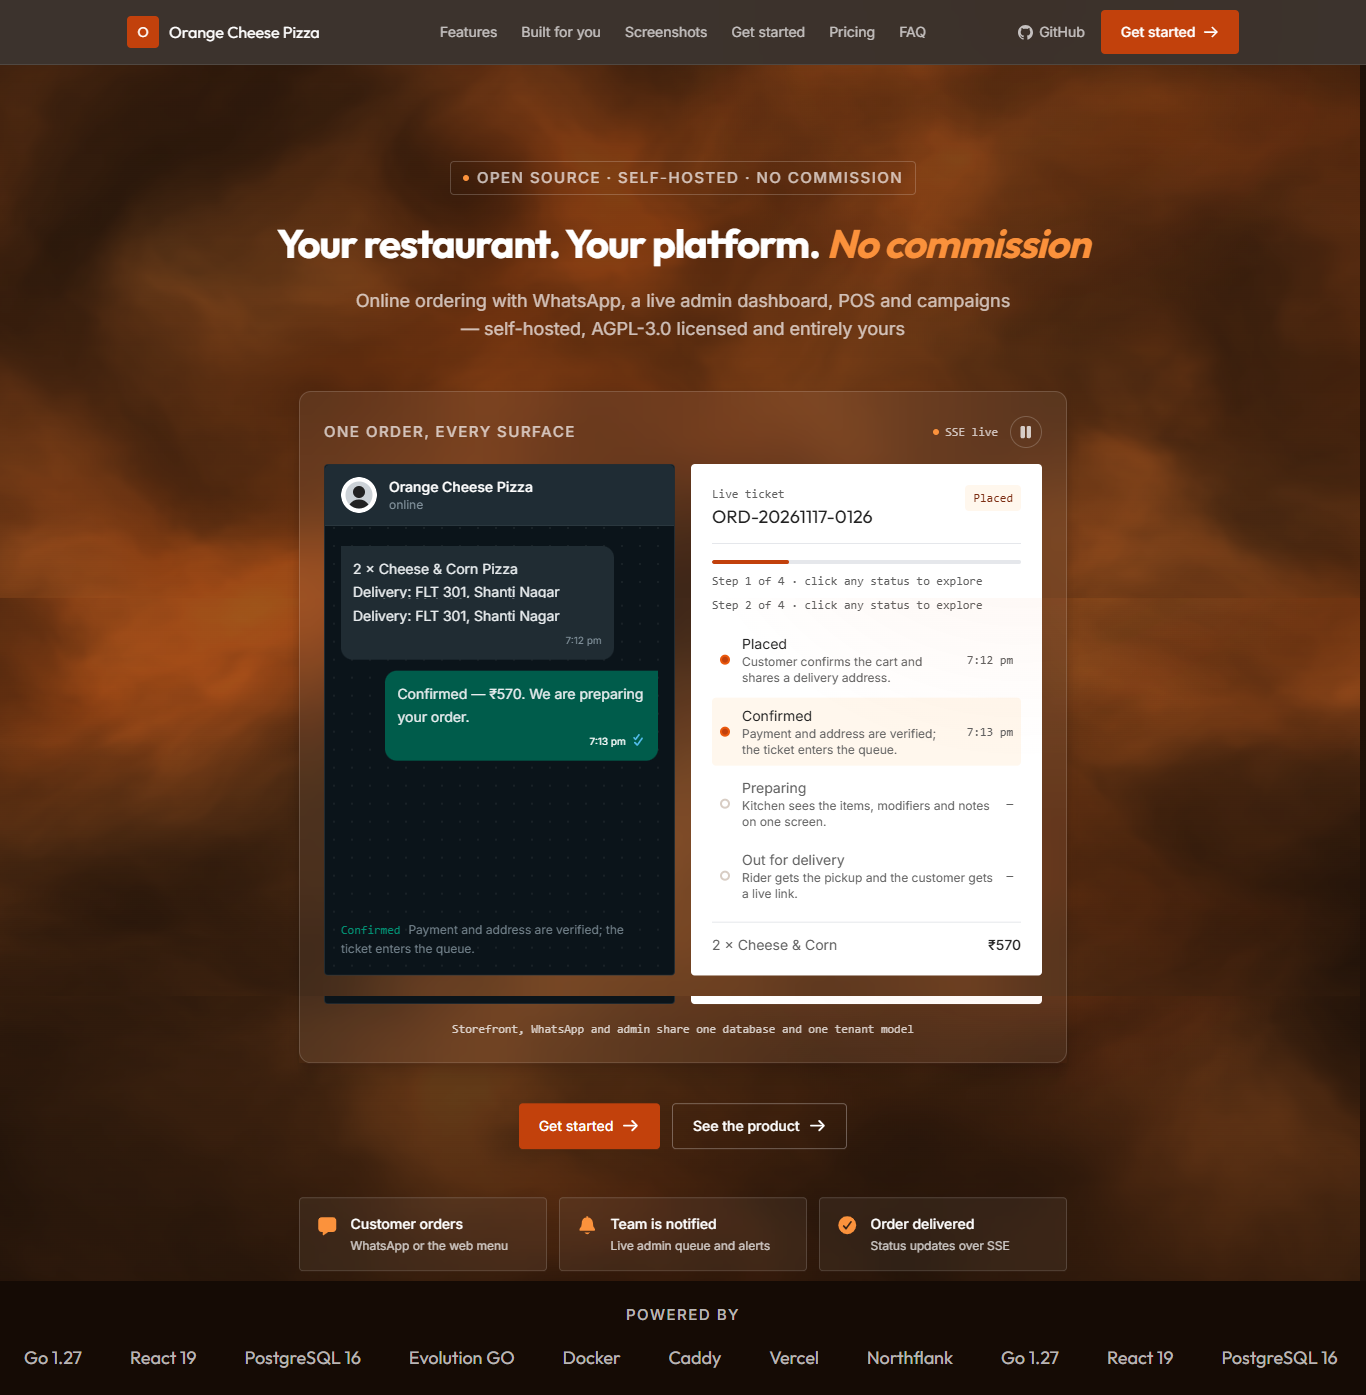 O Orange Cheese Pizza Features Built for you Screenshots Get started Pricing FAQ GitHub Get started →
• OPEN SOURCE · SELF-HOSTED · NO COMMISSION
Your restaurant. Your platform. No commission
Online ordering with WhatsApp, a live admin dashboard, POS and campaigns
— self-hosted, AGPL-3.0 licensed and entirely yours
ONE ORDER, EVERY SURFACE
• SSE live
Orange Cheese Pizza
online
2 × Cheese & Corn Pizza
Delivery: FLT 301, Shanti Nagar
Delivery: FLT 301, Shanti Nagar
7:12 pm
Confirmed — ₹570. We are preparing
your order.
7:13 pm
Confirmed Payment and address are verified; the
ticket enters the queue.
Live ticket
ORD-20261117-0126
Placed
Step 1 of 4 · click any status to explore
Step 2 of 4 · click any status to explore
Placed
Customer confirms the cart and
shares a delivery address.
7:12 pm
Confirmed
Payment and address are verified;
the ticket enters the queue.
7:13 pm
Preparing
Kitchen sees the items, modifiers and notes
on one screen.
—
Out for delivery
Rider gets the pickup and the customer gets
a live link.
—
2 × Cheese & Corn ₹570
Storefront, WhatsApp and admin share one database and one tenant model
Get started → See the product →
Customer orders
WhatsApp or the web menu
Team is notified
Live admin queue and alerts
Order delivered
Status updates over SSE
POWERED BY
Go 1.27 React 19 PostgreSQL 16 Evolution GO Docker Caddy Vercel Northflank Go 1.27 React 19 PostgreSQL 16